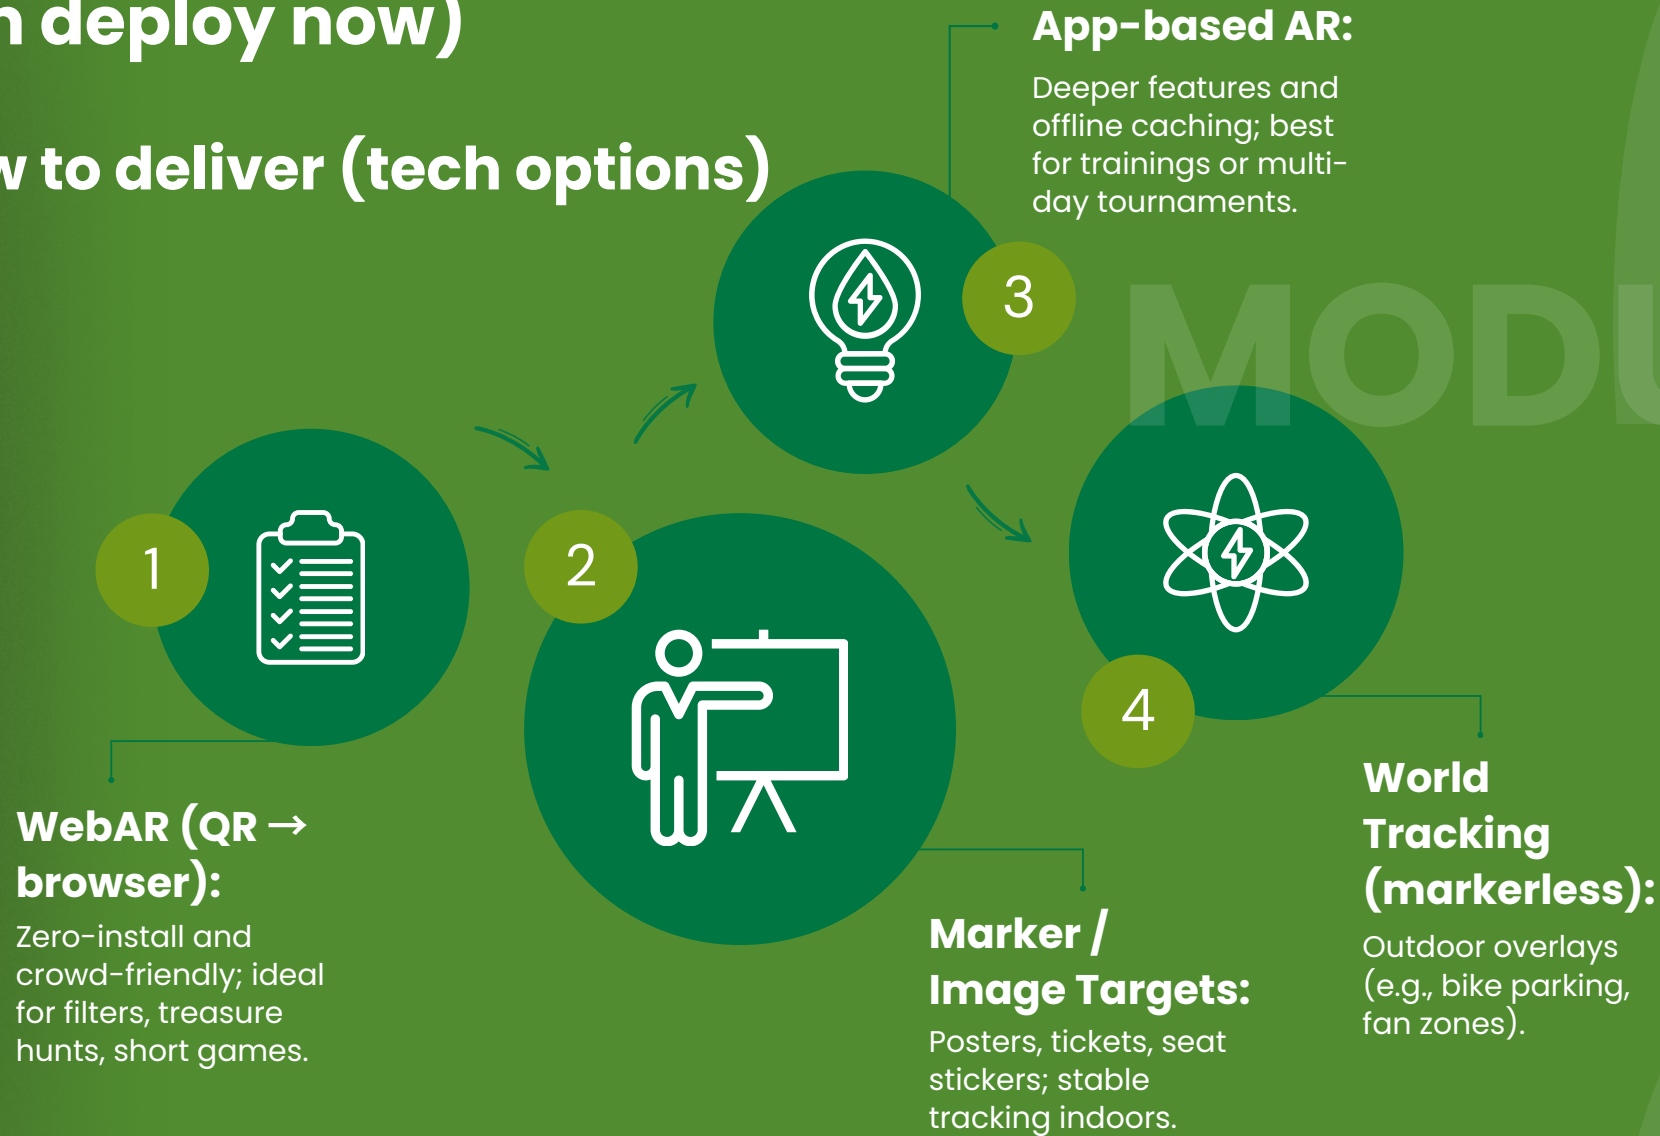 deploy now)
to deliver (tech options)
App-based AR:
Deeper features and
offline caching; best
for trainings or multi-
day tournaments.
3
1
2
4
WebAR (QR →
browser):
Zero-install and
crowd-friendly; ideal
for filters, treasure
hunts, short games.
Marker /
Image Targets:
Posters, tickets, seat
stickers; stable
tracking indoors.
World
Tracking
(markerless):
Outdoor overlays
(e.g., bike parking,
fan zones).